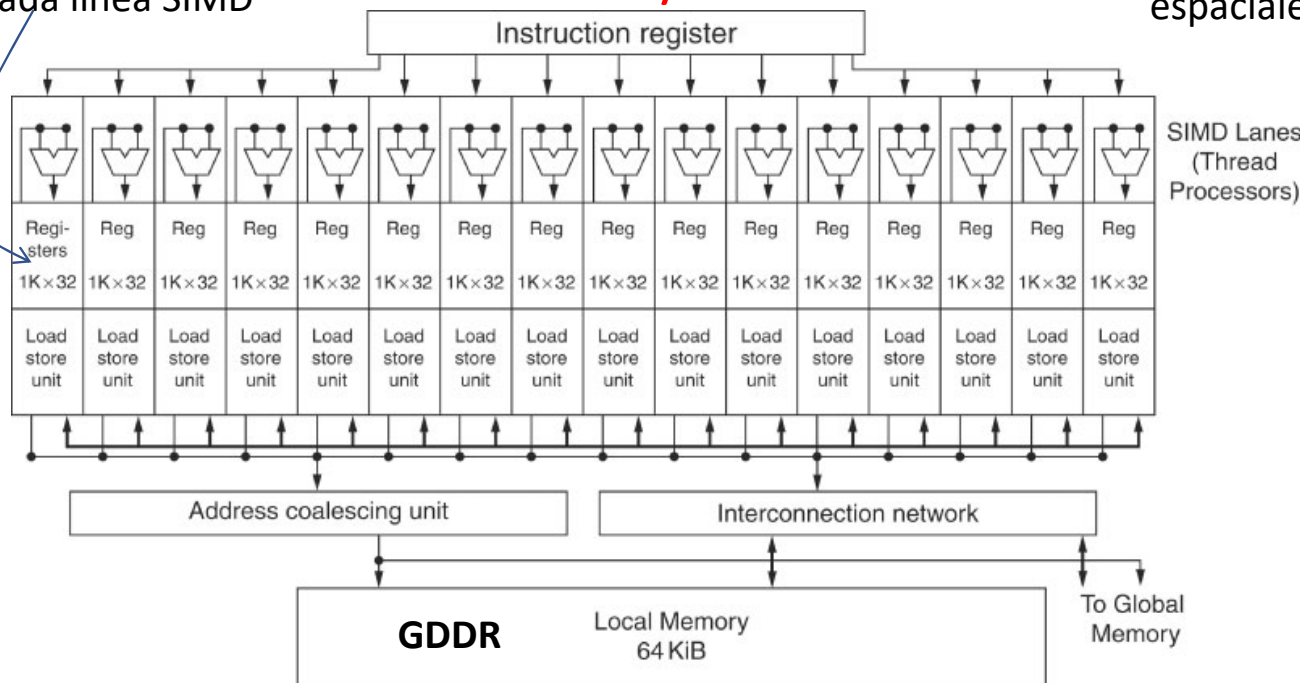 ada línea SIMD
espaciale
Instruction register
SIMD Lanes
(Thread
Processors)
Regi-
sters
Reg Reg Reg Reg Reg Reg Reg Reg Reg Reg Reg Reg Reg Reg Reg
1K×32 1K×32 1K×32 1K×32 1K×32 1K×32 1K×32 1K×32 1K×32 1K×32 1K×32 1K×32 1K×32 1K×32 1K×32 1K×32
Load Load Load Load Load Load Load Load Load Load Load Load Load Load Load Load
store store store store store store store store store store store store store store store store
unit unit unit unit unit unit unit unit unit unit unit unit unit unit unit unit
Address coalescing unit
Interconnection network
To Global
Memory
GDDR
Local Memory
64 KiB